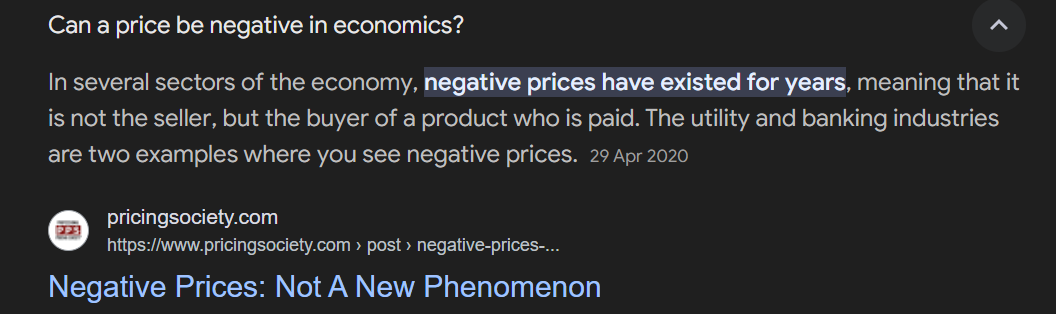 Can a price be negative in economics?
In several sectors of the economy, negative prices have existed for years, meaning that it
is not the seller, but the buyer of a product who is paid. The utility and banking industries
are two examples where you see negative prices. 29 Apr 2020
PPS
pricingsociety.com
https://www.pricingsociety.com › post › negative-prices-...
Negative Prices: Not A New Phenomenon